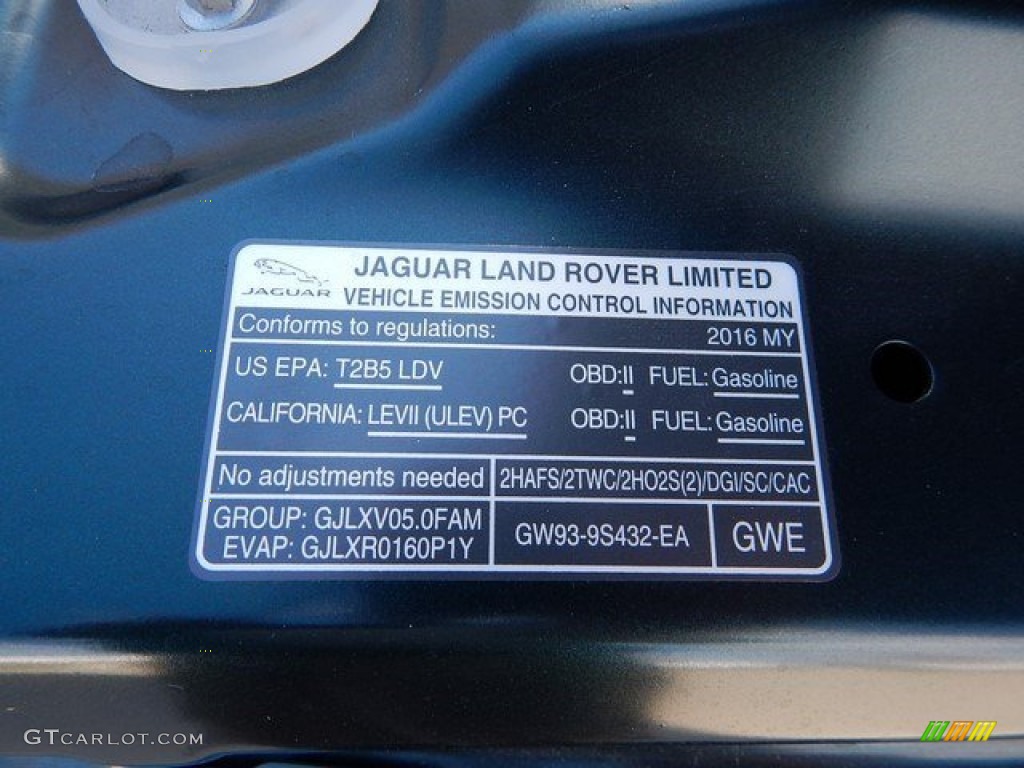 JAGUAR LAND ROVER LIMITED
JAGUAR
VEHICLE EMISSION CONTROL INFORMATION
Conforms to regulations: 2016 MY
US EPA: T2B5 LDV OBD:II FUEL: Gasoline
CALIFORNIA: LEVII (ULEV) PC OBD:II FUEL: Gasoline
No adjustments needed 2HAFS/2TWC/2HO2S(2)/DGI/SC/CAC
GROUP: GJLXV05.0FAM
EVAP: GJLXR0160P1Y
GW93-9S432-EA GWE
GTCARLOT.COM